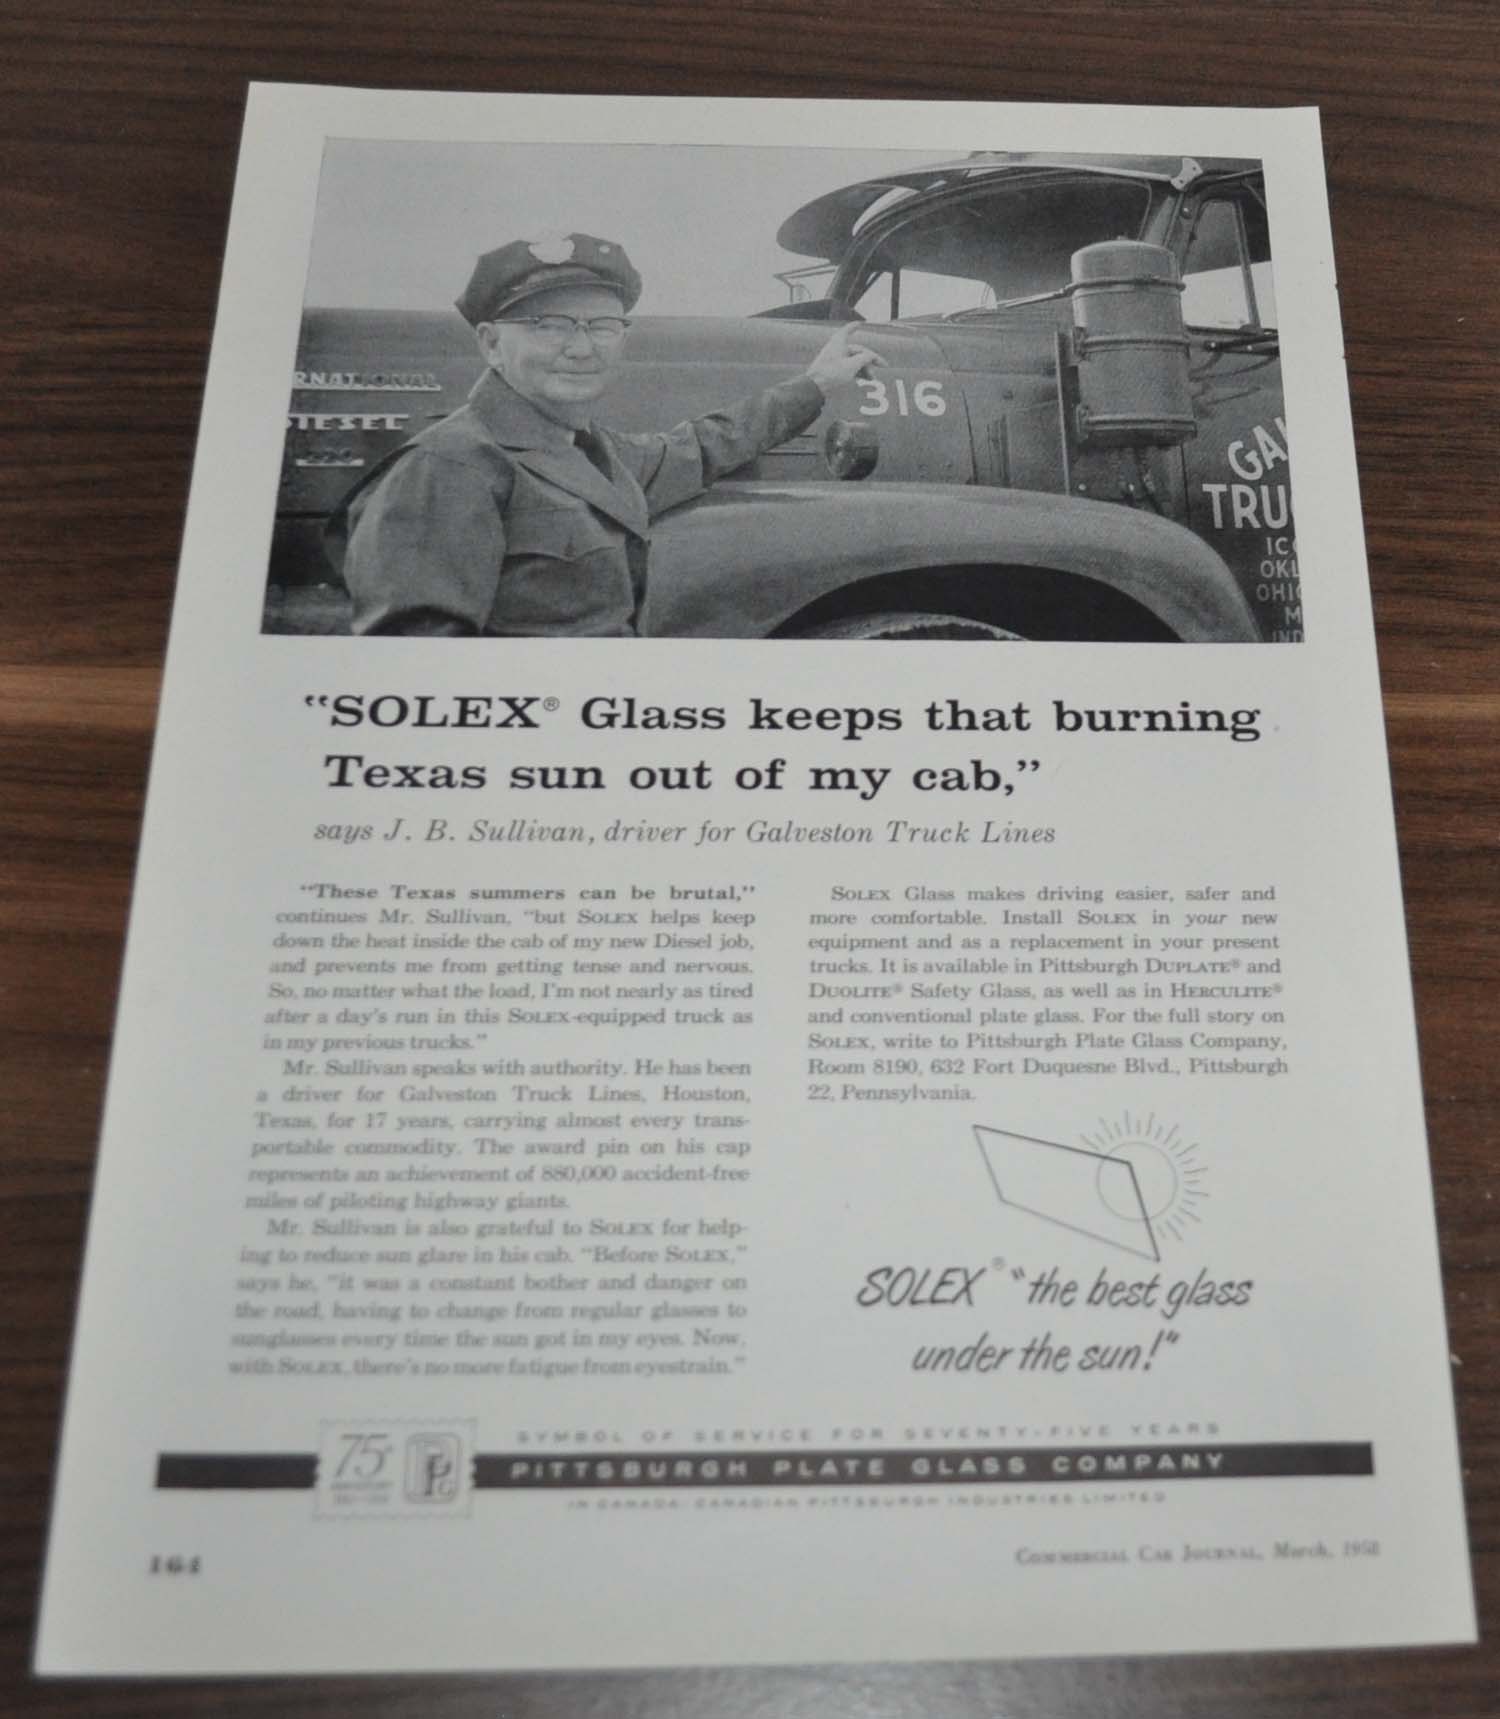 RNATIONAL
DIESEL
316
GAL
TRUC
ICC
OKL
OHIO
M
IND
“SOLEX® Glass keeps that burning
Texas sun out of my cab,”
says J. B. Sullivan, driver for Galveston Truck Lines
“These Texas summers can be brutal,”
continues Mr. Sullivan, “but SOLEX helps keep
down the heat inside the cab of my new Diesel job,
and prevents me from getting tense and nervous.
So, no matter what the load, I'm not nearly as tired
after a day's run in this SOLEX-equipped truck as
in my previous trucks.”
Mr. Sullivan speaks with authority. He has been
a driver for Galveston Truck Lines, Houston,
Texas, for 17 years, carrying almost every trans-
portable commodity. The award pin on his cap
represents an achievement of 880,000 accident-free
miles of piloting highway giants.
Mr. Sullivan is also grateful to SOLEX for help-
ing to reduce sun glare in his cab. “Before SOLEX,”
says he, “it was a constant bother and danger on
the road, having to change from regular glasses to
sunglasses every time the sun got in my eyes. Now,
with SOLEX, there's no more fatigue from eyestrain.”
SOLEX Glass makes driving easier, safer and
more comfortable. Install SOLEX in your new
equipment and as a replacement in your present
trucks. It is available in Pittsburgh DUPLATE® and
DUOLITE® Safety Glass, as well as in HERCULITE®
and conventional plate glass. For the full story on
SOLEX, write to Pittsburgh Plate Glass Company,
Room 8190, 632 Fort Duquesne Blvd., Pittsburgh
22, Pennsylvania.
SOLEX® “the best glass
under the sun!”
75
PPG
SYMBOL OF SERVICE FOR SEVENTY-FIVE YEARS
PITTSBURGH PLATE GLASS COMPANY
IN CANADA: CANADIAN PITTSBURGH INDUSTRIES LIMITED
164
COMMERCIAL CAR JOURNAL, March, 1958